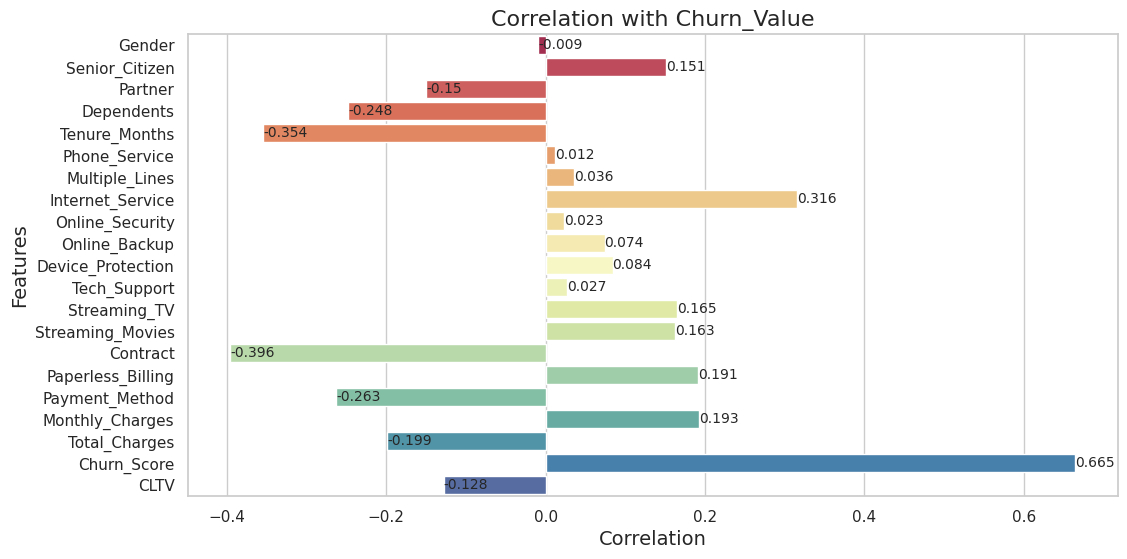 Correlation with Churn_Value
Features
Gender -0.009
Senior_Citizen 0.151
Partner -0.15
Dependents -0.248
Tenure_Months -0.354
Phone_Service 0.012
Multiple_Lines 0.036
Internet_Service 0.316
Online_Security 0.023
Online_Backup 0.074
Device_Protection 0.084
Tech_Support 0.027
Streaming_TV 0.165
Streaming_Movies 0.163
Contract -0.396
Paperless_Billing 0.191
Payment_Method -0.263
Monthly_Charges 0.193
Total_Charges -0.199
Churn_Score 0.665
CLTV -0.128
−0.4 −0.2 0.0 0.2 0.4 0.6
Correlation